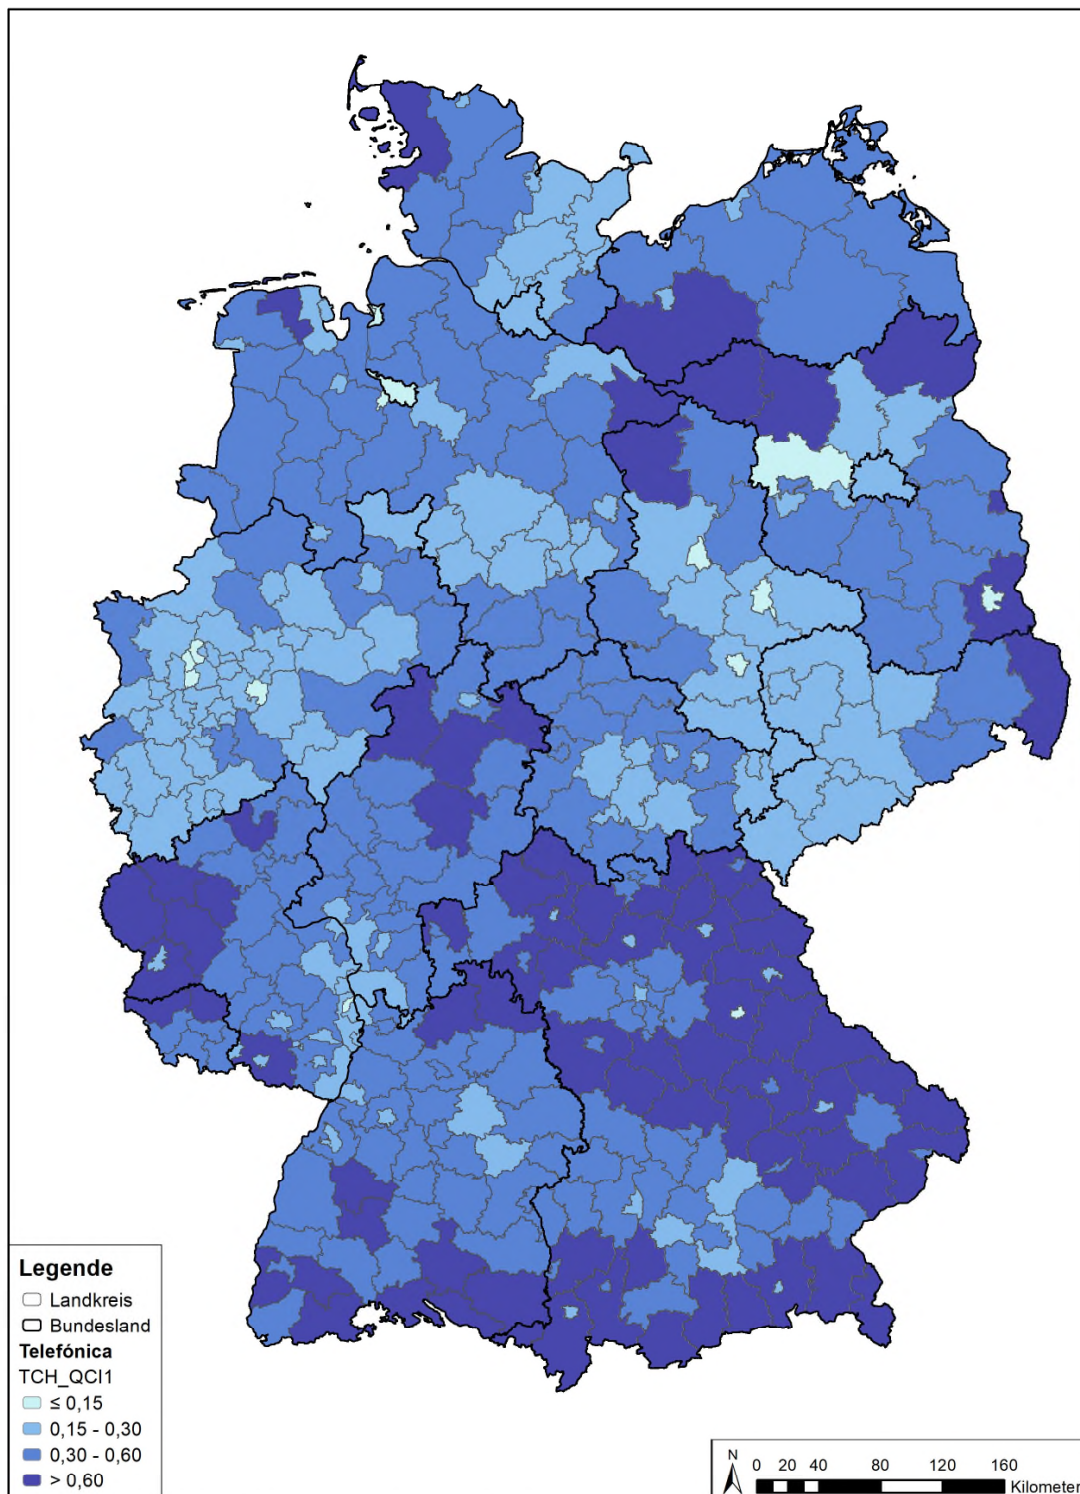 Legende
Landkreis
Bundesland
Telefónica
TCH_QCI1
≤ 0,15
0,15 - 0,30
0,30 - 0,60
> 0,60
N
0 20 40 80 120 160
Kilometer